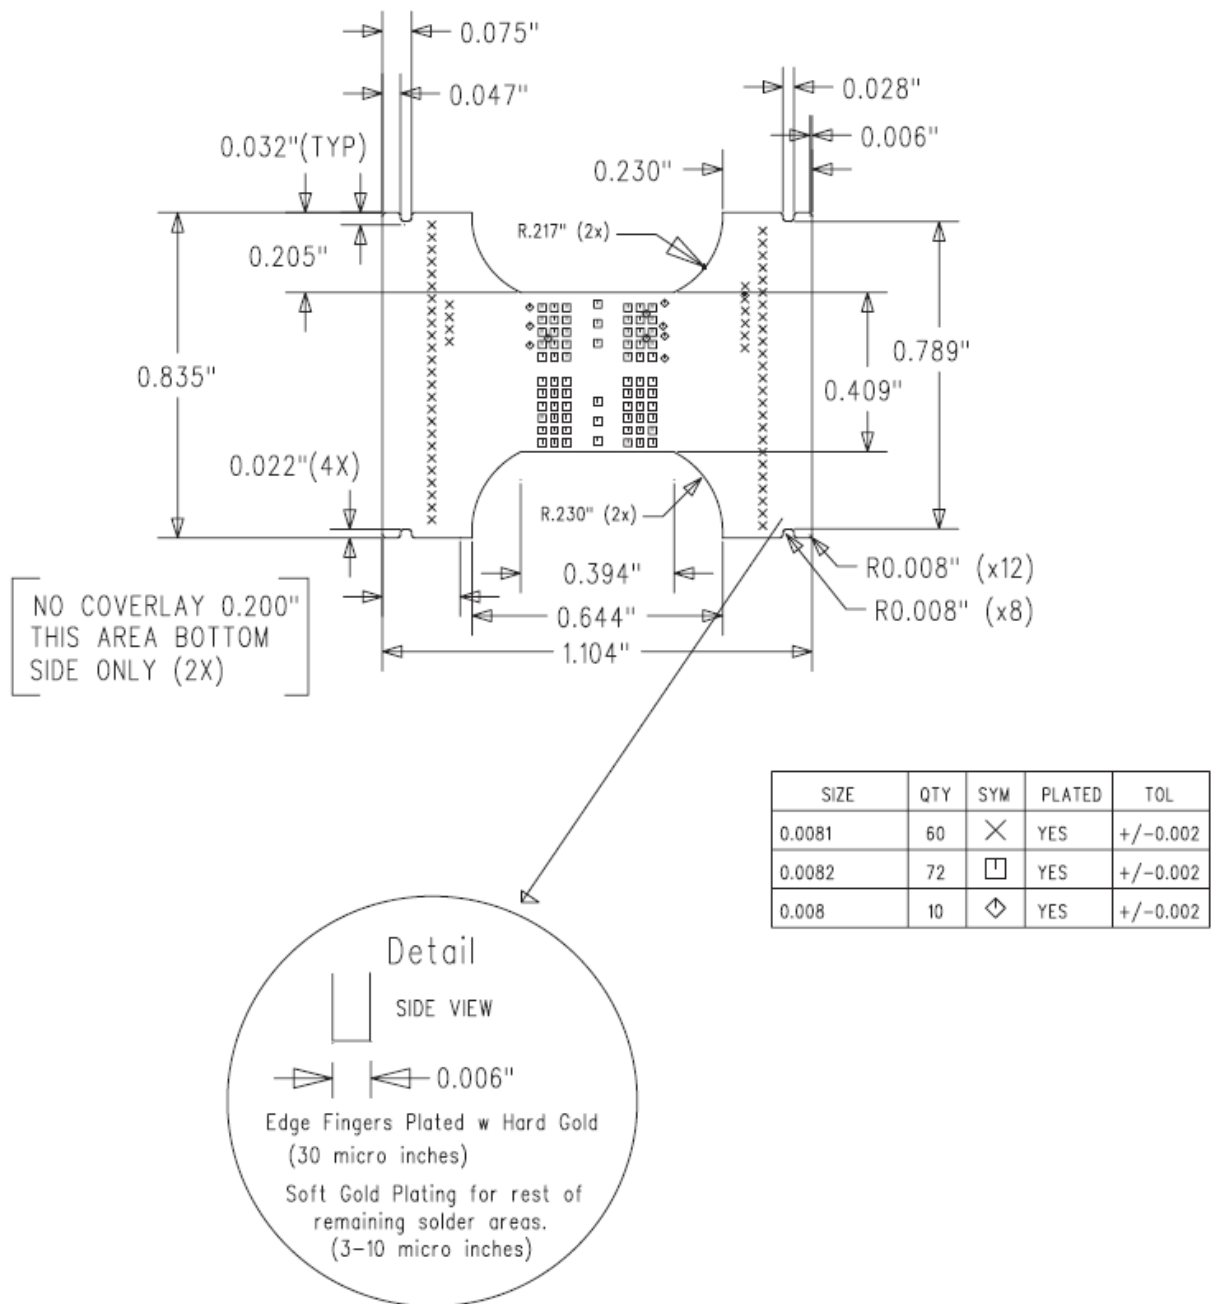 0.075"
0.047"
0.028"
0.032"(TYP)
0.006"
0.230"
R.217" (2x)
0.205"
0.835"
0.789"
0.409"
0.022"(4X)
R.230" (2x)
0.394"
R0.008" (x12)
NO COVERLAY 0.200"
THIS AREA BOTTOM
SIDE ONLY (2X)
0.644"
R0.008" (x8)
1.104"
SIZE QTY SYM PLATED TOL
0.0081 60 YES +/-0.002
0.0082 72 YES +/-0.002
0.008 10 YES +/-0.002
Detail
SIDE VIEW
0.006"
Edge Fingers Plated w Hard Gold
(30 micro inches)
Soft Gold Plating for rest of
remaining solder areas.
(3-10 micro inches)